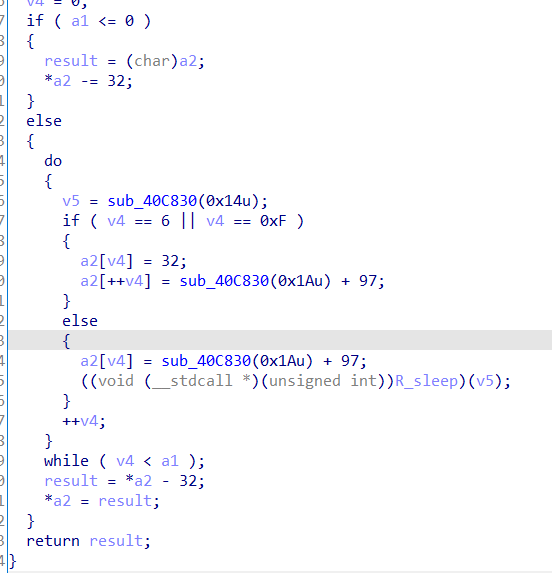 v4 = 0;
7 if ( a1 <= 0 )
8 {
9 result = (char)a2;
0 *a2 -= 32;
1 }
2 else
3 {
4 do
5 {
6 v5 = sub_40C830(0x14u);
7 if ( v4 == 6 || v4 == 0xF )
8 {
9 a2[v4] = 32;
0 a2[++v4] = sub_40C830(0x1Au) + 97;
1 }
2 else
3 {
4 a2[v4] = sub_40C830(0x1Au) + 97;
5 ((void (__stdcall *)(unsigned int))R_sleep)(v5);
6 }
7 ++v4;
8 }
9 while ( v4 < a1 );
0 result = *a2 - 32;
1 *a2 = result;
2 }
3 return result;
4 }